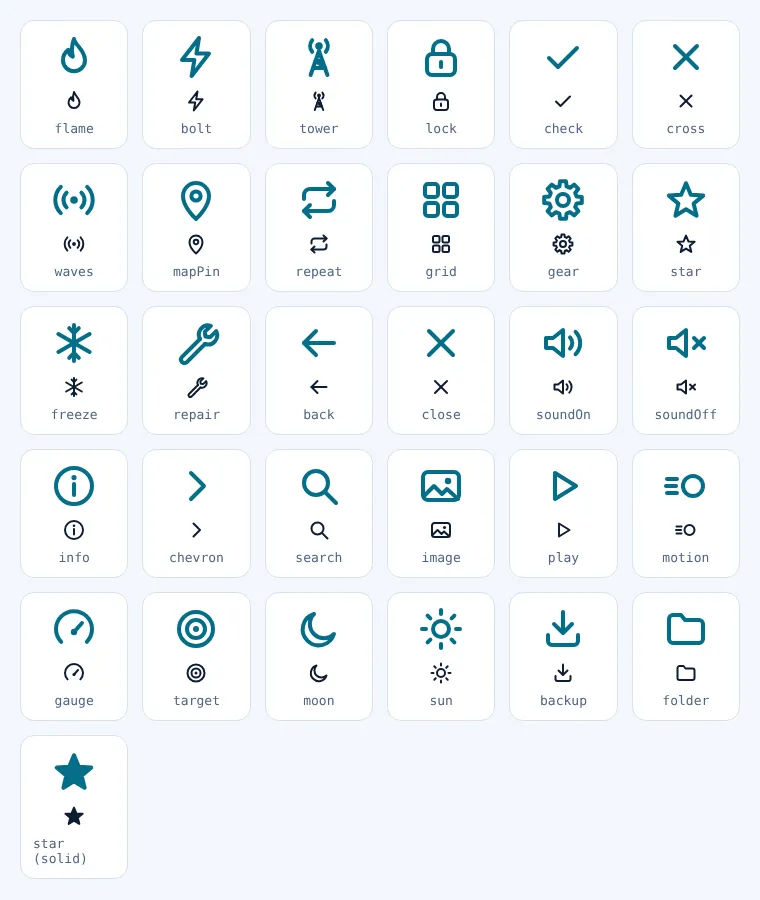 flame
bolt
tower
lock
check
cross
waves
mapPin
repeat
grid
gear
star
freeze
repair
back
close
soundOn
soundOff
info
chevron
search
image
play
motion
gauge
target
moon
sun
backup
folder
star
(solid)